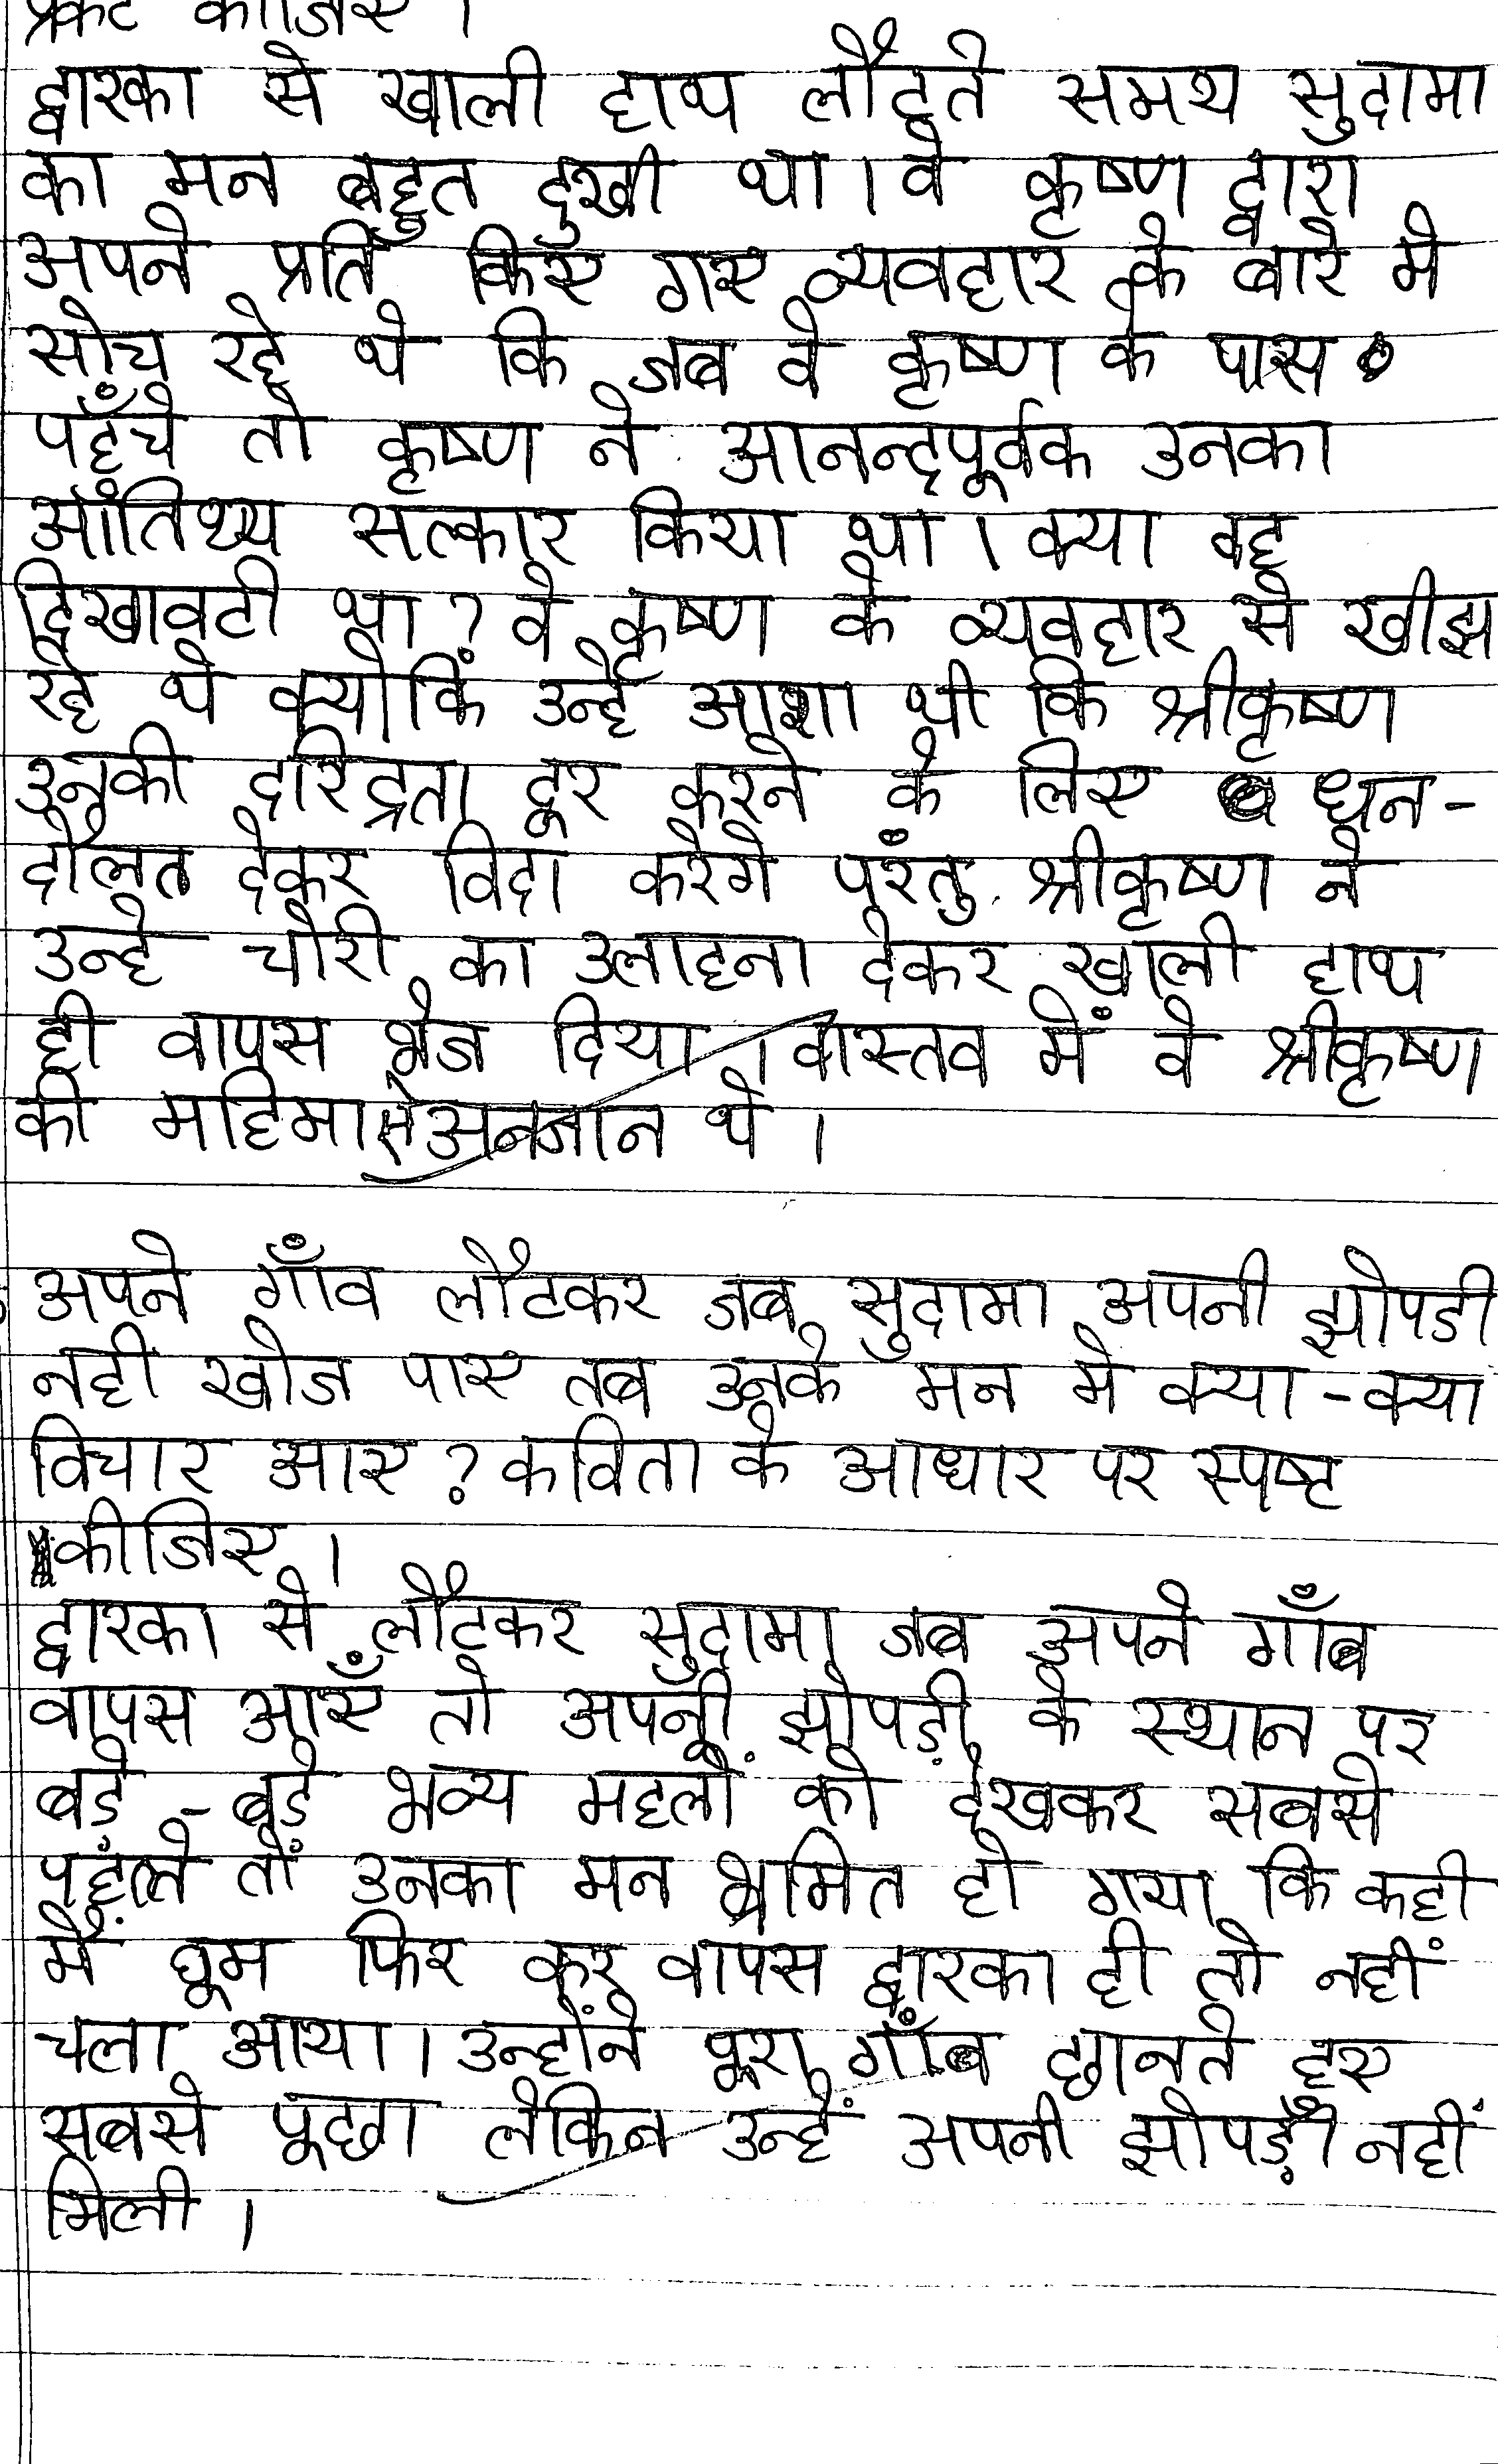 प्रकट कीजिए ।
द्वारका से खाली हाथ लौटते समय सुदामा
का मन बहुत दुखी था। वे कृष्ण द्वारा
अपने प्रति किए गए व्यवहार के बारे मे
सोच रहे थे कि जब वे कृष्ण के पास
पहुँचे तो कृष्ण ने आनन्दपूर्वक उनका
आतिथ्य सत्कार किया था। क्या वह
दिखावटी था? वे कृष्ण के व्यवहार से खीझ
रहे थे क्योकिं उन्हे आशा थी कि श्रीकृष्ण
उनकी दरिद्रता दूर करने के लिए धन-
दौलत देकर विदा करेगे परंतु श्रीकृष्ण ने
उन्हे चोरी का उलाहना देकर खाली हाथ
ही वापस भेज दिया। वास्तव में वे श्रीकृष्ण
की महिमा से अनजान थे ।
अपने गाँव लौटकर जब सुदामा अपनी झोपडी
नही खोज पाए तब उनके मन मे क्या-क्या
विचार आए? कविता के आधार पर स्पष्ट
कीजिए ।
द्वारका से लौटकर सुदामा जब अपने गाँब
वापस आएँ तो अपनी झोपड़ी के स्थान पर
बड़े-बड़े भव्य महलों को देखकर सबसे
पहले तो उनका मन भ्रमित हो गया कि कही
मैं घूम फिर कर वापस द्वारका ही तो नहीं
चला आया। उन्होंने पूरा गाँब छानते हुए
सबसे पूछा लेकिन उन्हें अपनी झोपड़ी नहीं
मिली ।